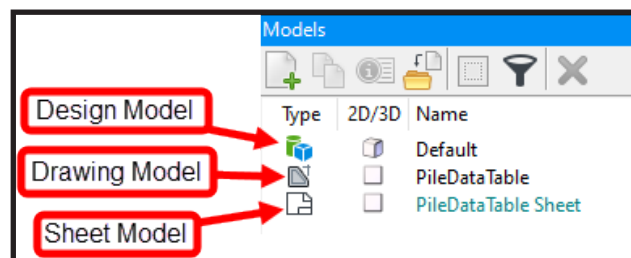 Models
Type 2D/3D Name
Design Model
Default
Drawing Model
PileDataTable
PileDataTable Sheet
Sheet Model